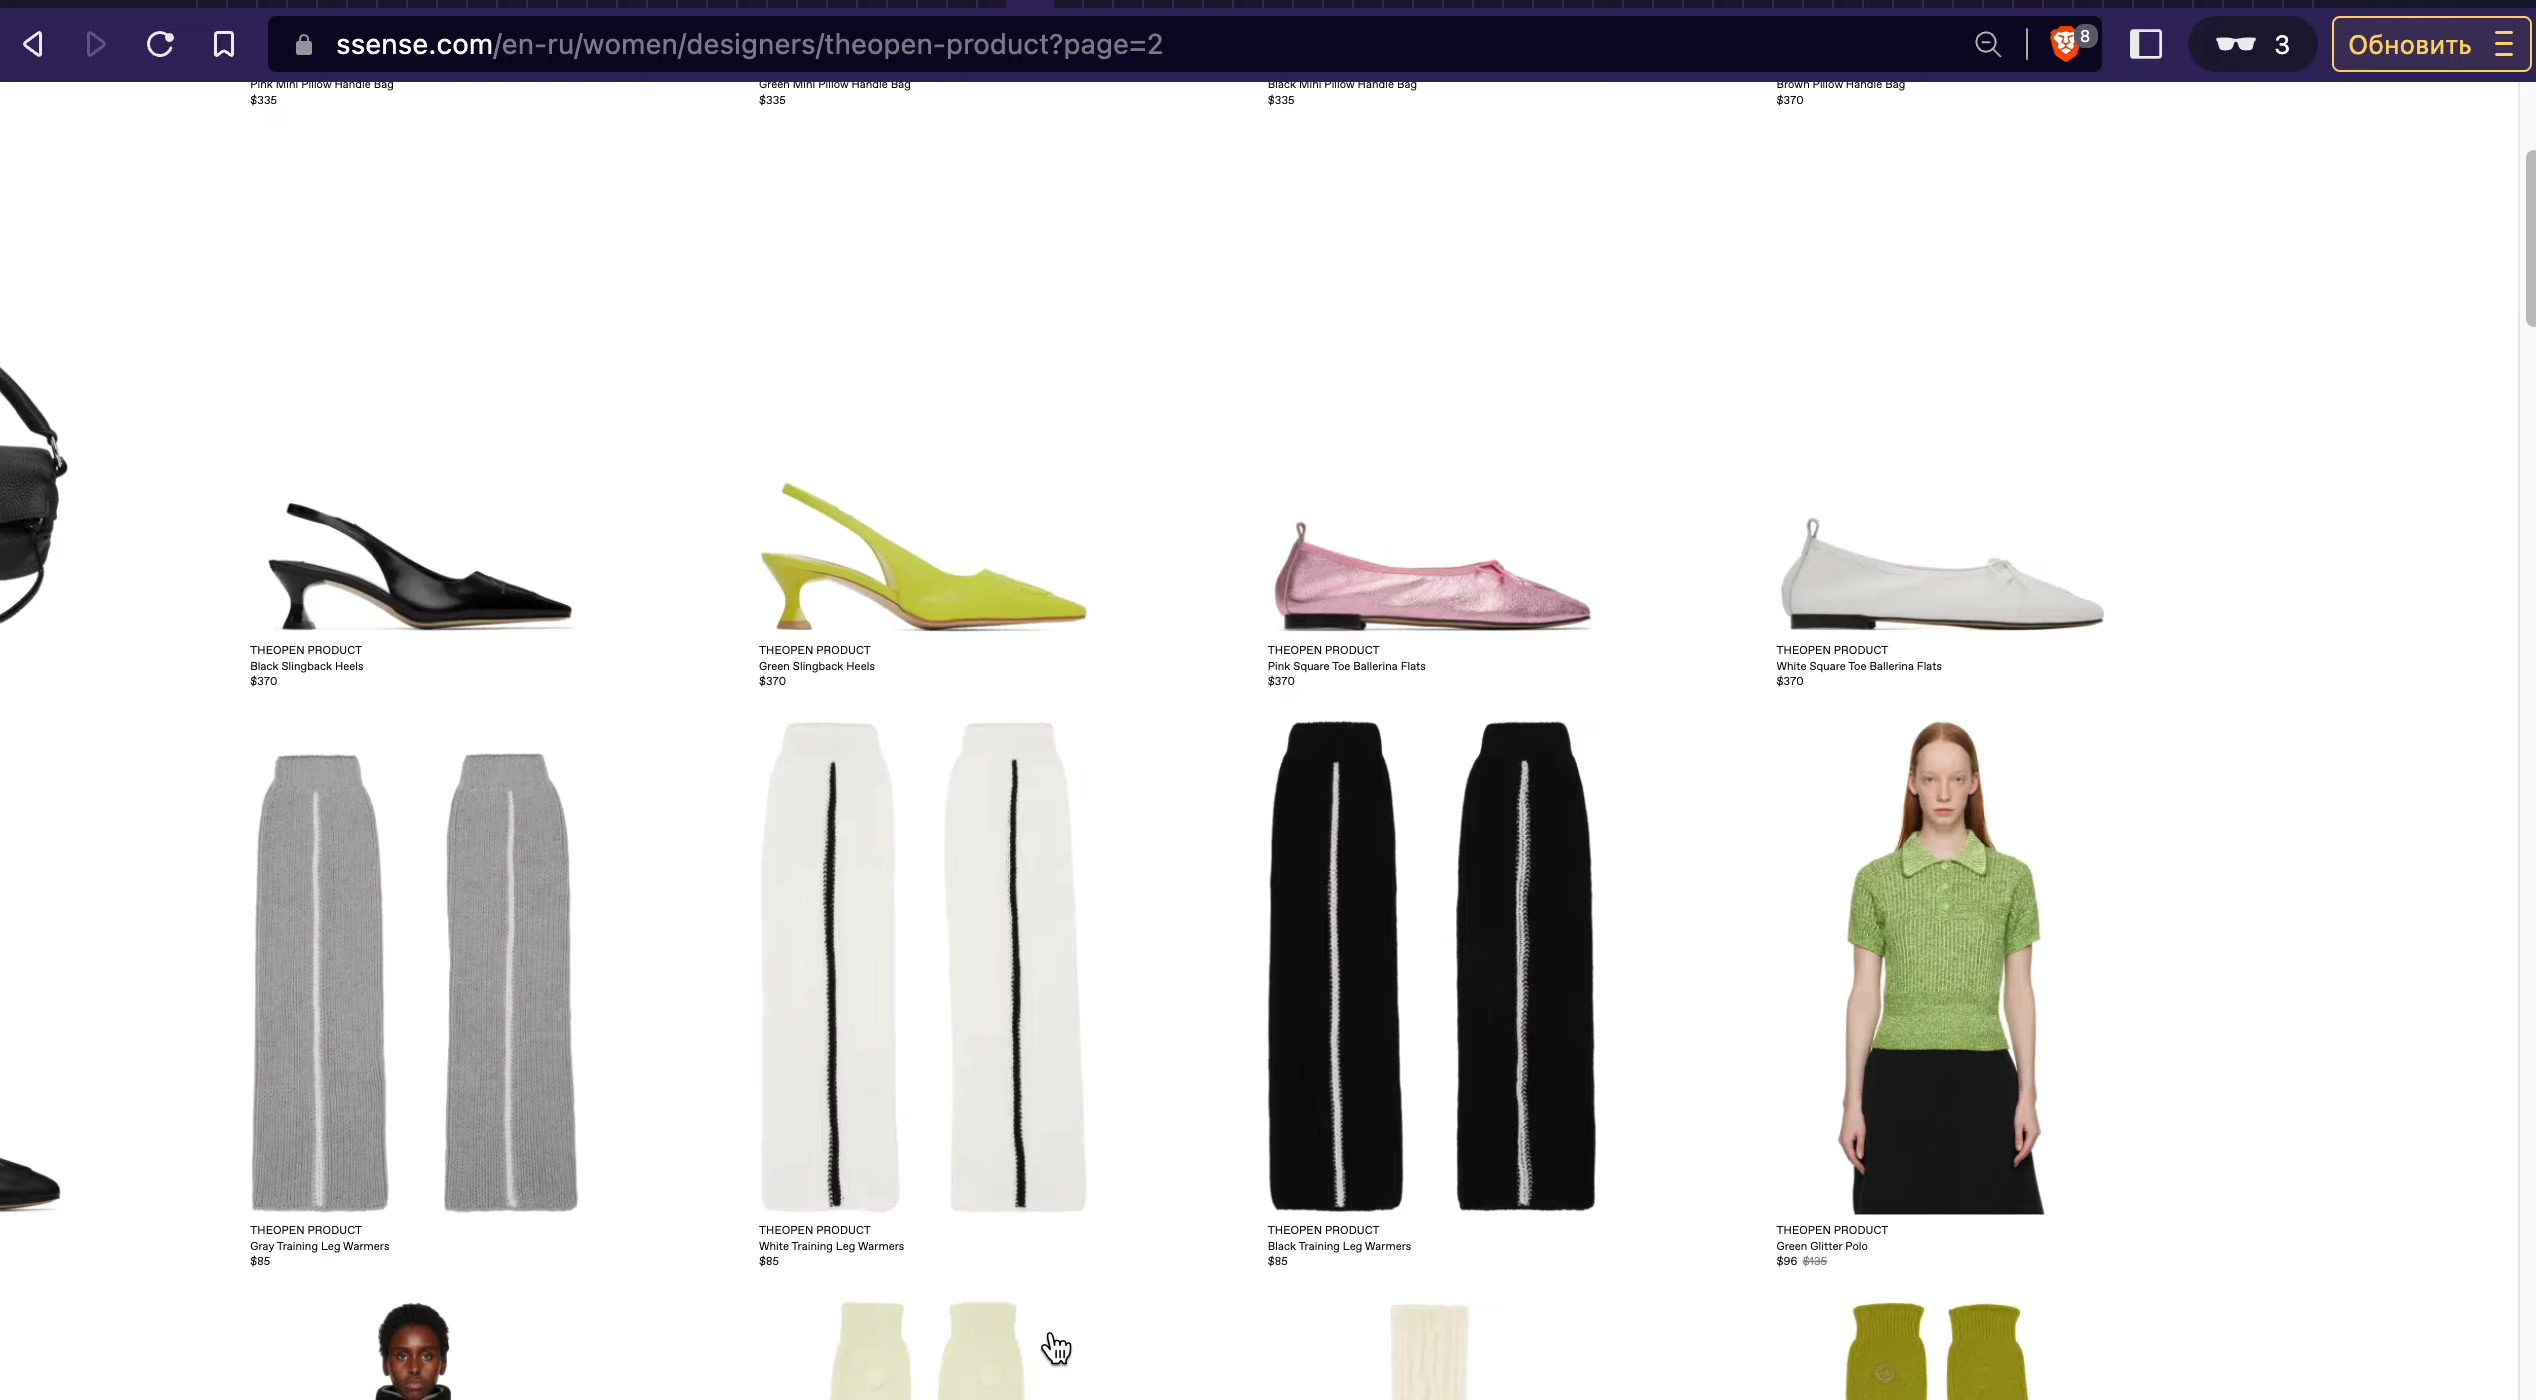 ssense.com/en-ru/women/designers/theopen-product?page=2
8
3
Обновить
Pink Mini Pillow Handle Bag
$335
Green Mini Pillow Handle Bag
$335
Black Mini Pillow Handle Bag
$335
Brown Pillow Handle Bag
$370
THEOPEN PRODUCT
Black Slingback Heels
$370
THEOPEN PRODUCT
Green Slingback Heels
$370
THEOPEN PRODUCT
Pink Square Toe Ballerina Flats
$370
THEOPEN PRODUCT
White Square Toe Ballerina Flats
$370
THEOPEN PRODUCT
Gray Training Leg Warmers
$85
THEOPEN PRODUCT
White Training Leg Warmers
$85
THEOPEN PRODUCT
Black Training Leg Warmers
$85
THEOPEN PRODUCT
Green Glitter Polo
$96 $135